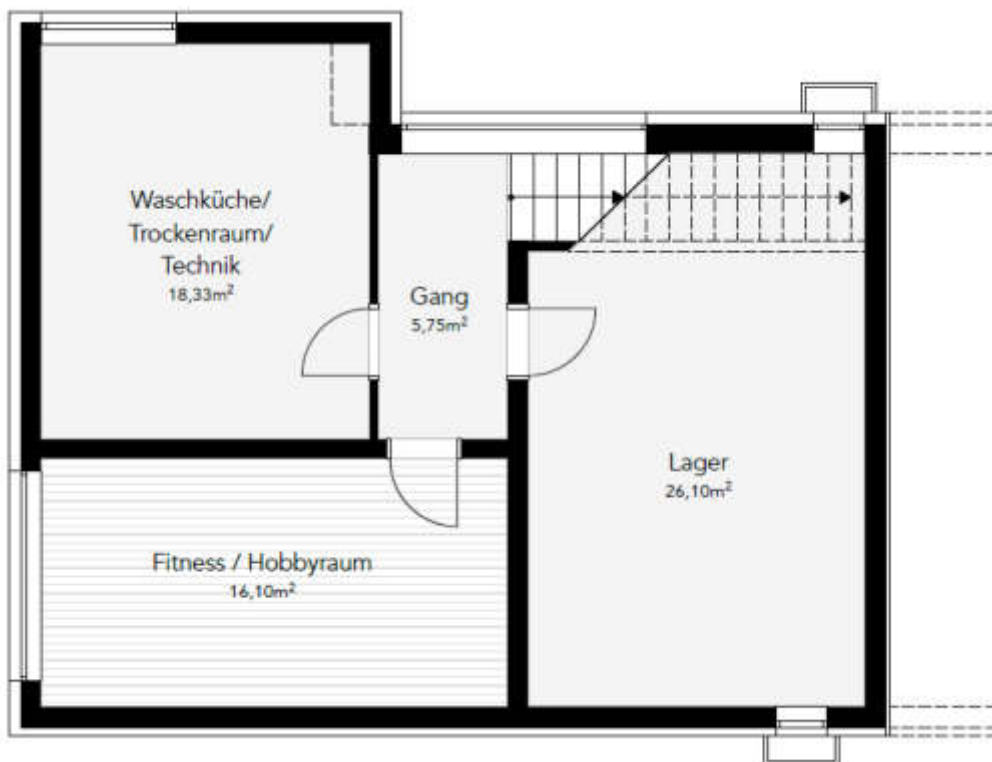 Waschküche/
Trockenraum/
Technik
18,33m²
Gang
5,75m²
Lager
26,10m²
Fitness / Hobbyraum
16,10m²